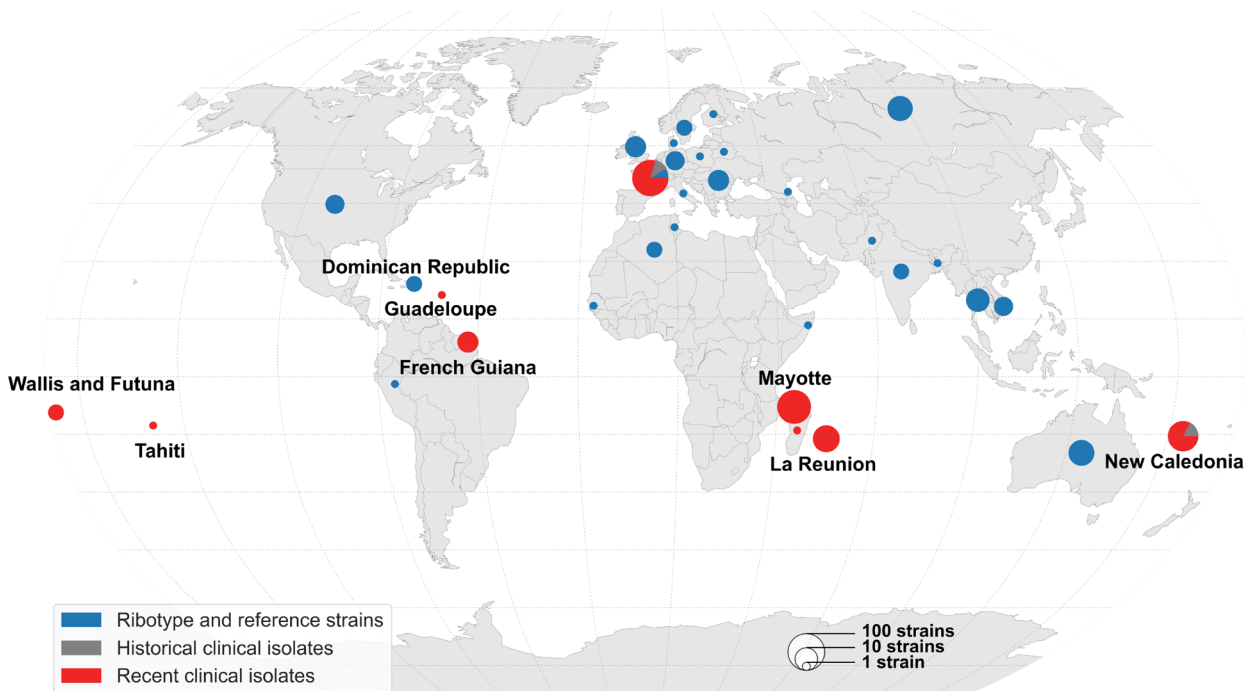 Dominican Republic
Guadeloupe
French Guiana
Wallis and Futuna
Tahiti
Mayotte
La Reunion
New Caledonia
Ribotype and reference strains
Historical clinical isolates
Recent clinical isolates
100 strains
10 strains
1 strain